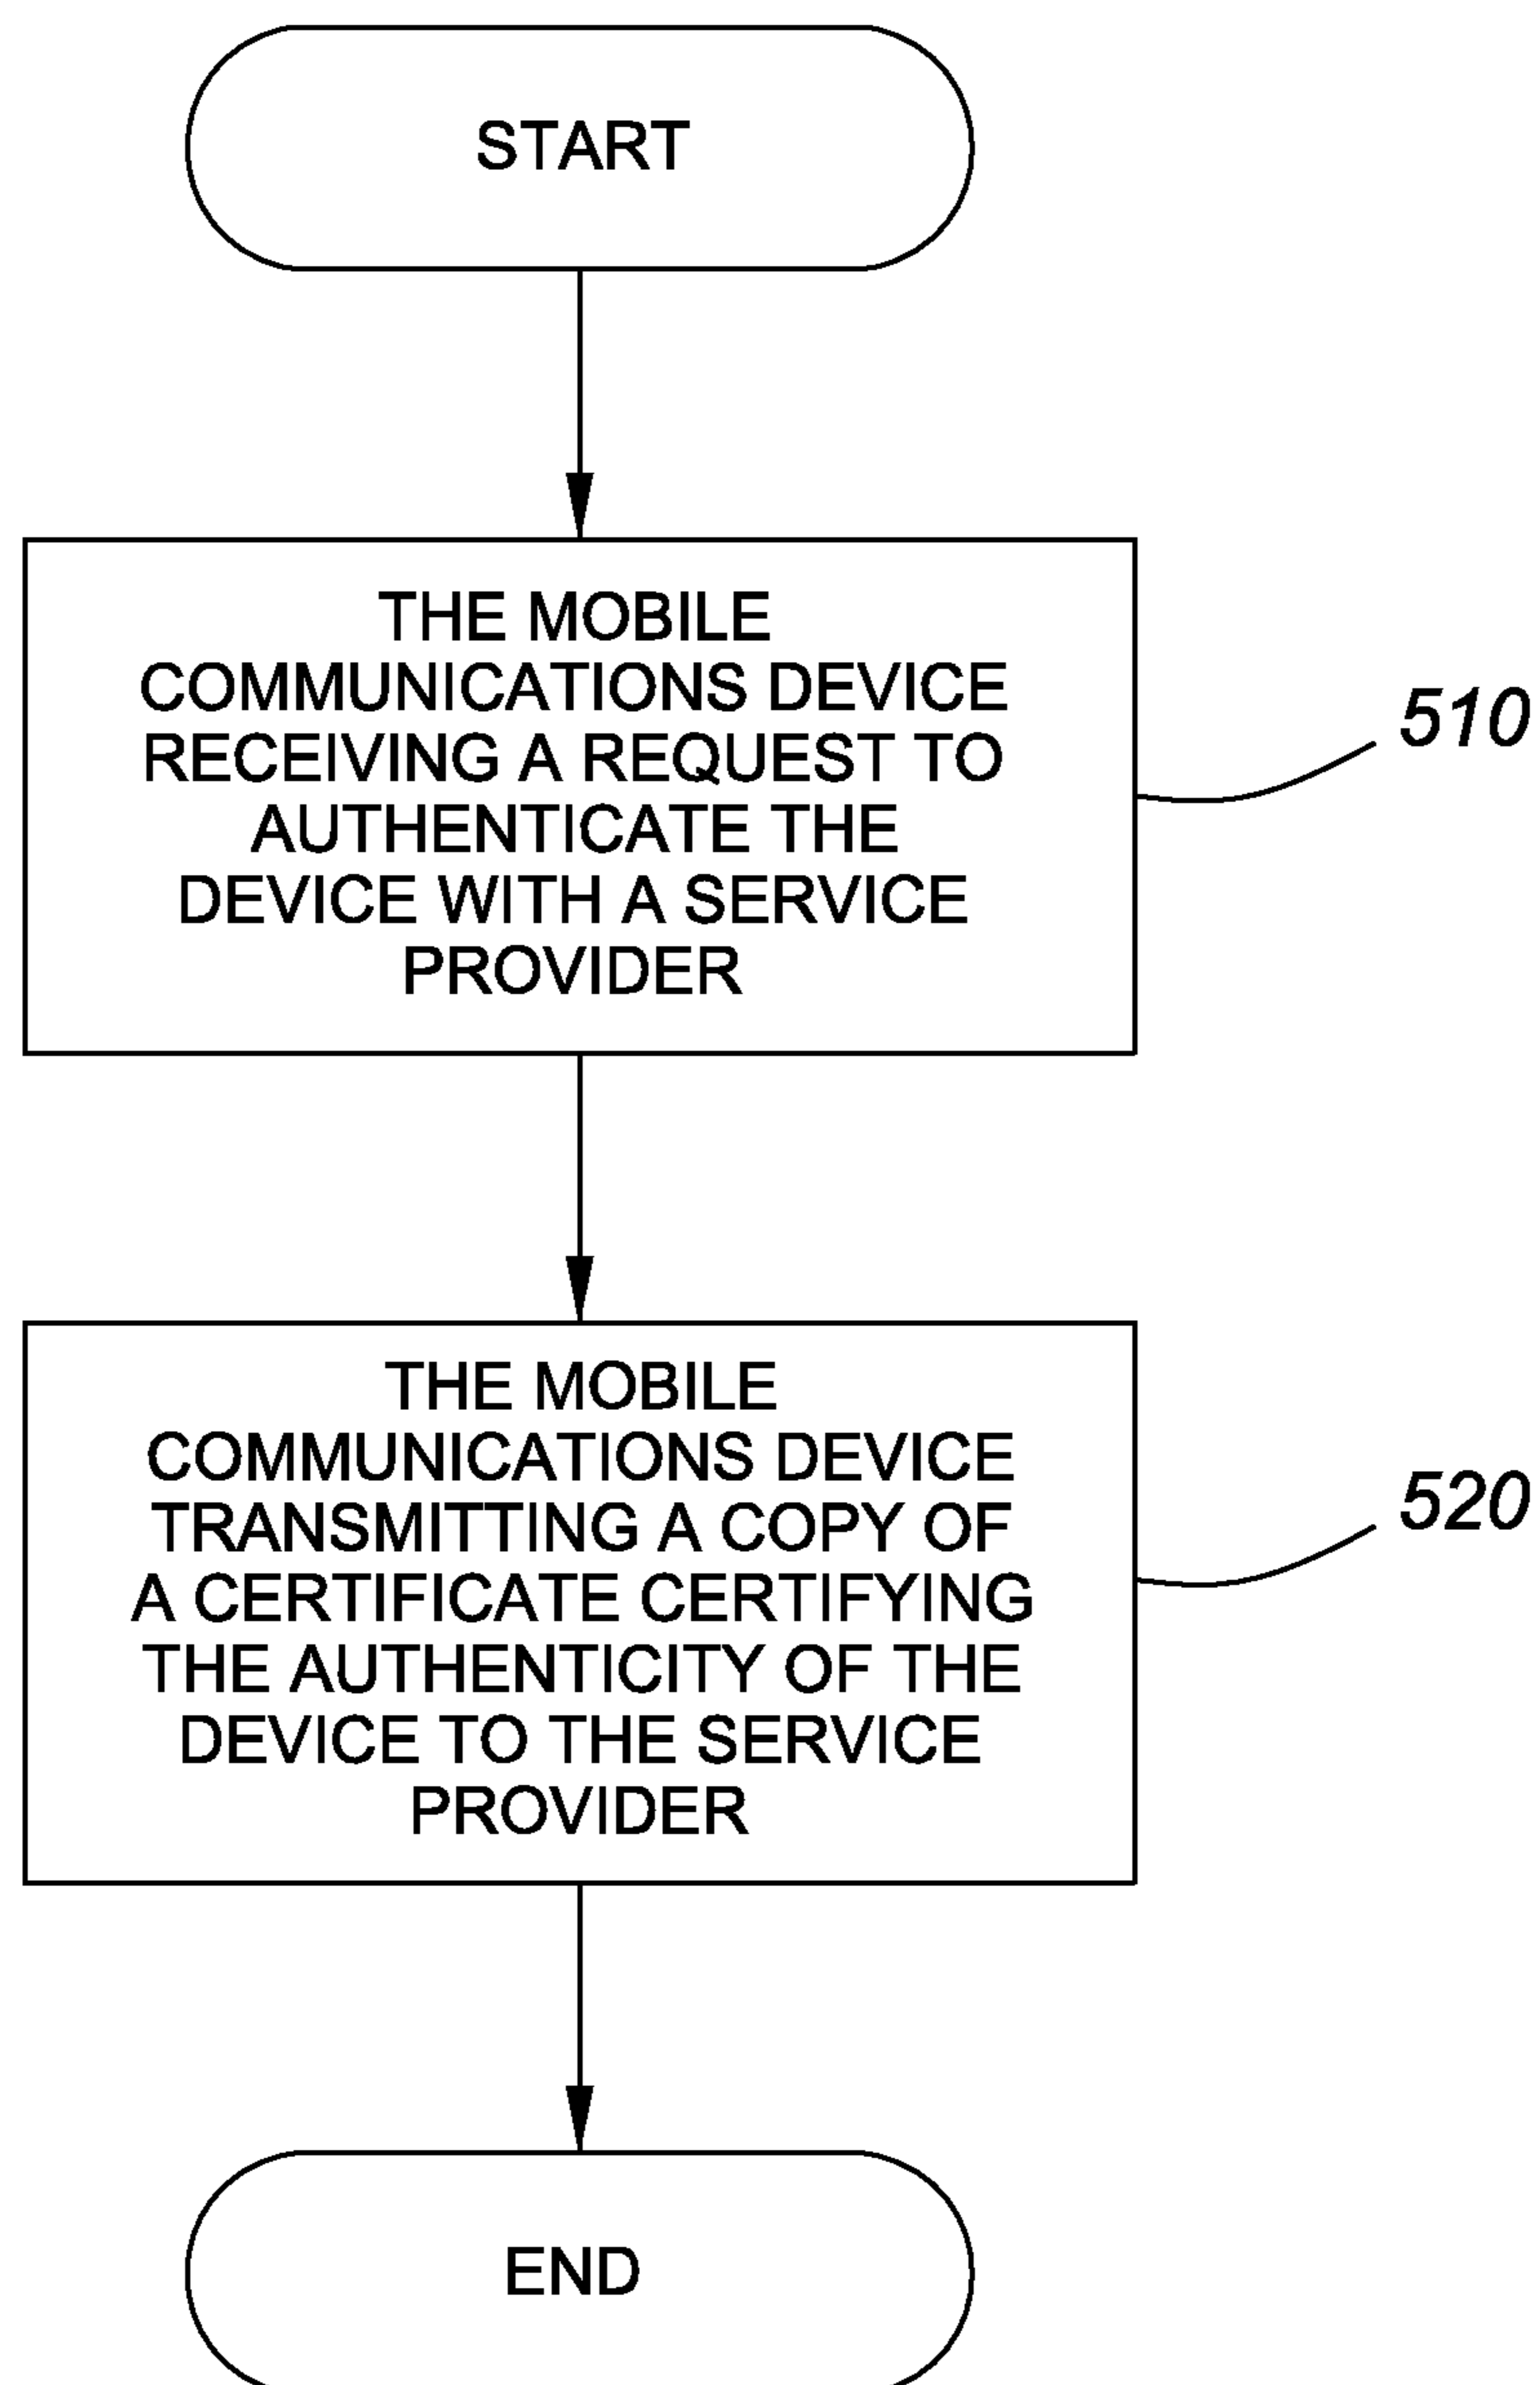 START
THE MOBILE
COMMUNICATIONS DEVICE
RECEIVING A REQUEST TO
AUTHENTICATE THE
DEVICE WITH A SERVICE
PROVIDER
510
THE MOBILE
COMMUNICATIONS DEVICE
TRANSMITTING A COPY OF
A CERTIFICATE CERTIFYING
THE AUTHENTICITY OF THE
DEVICE TO THE SERVICE
PROVIDER
520
END